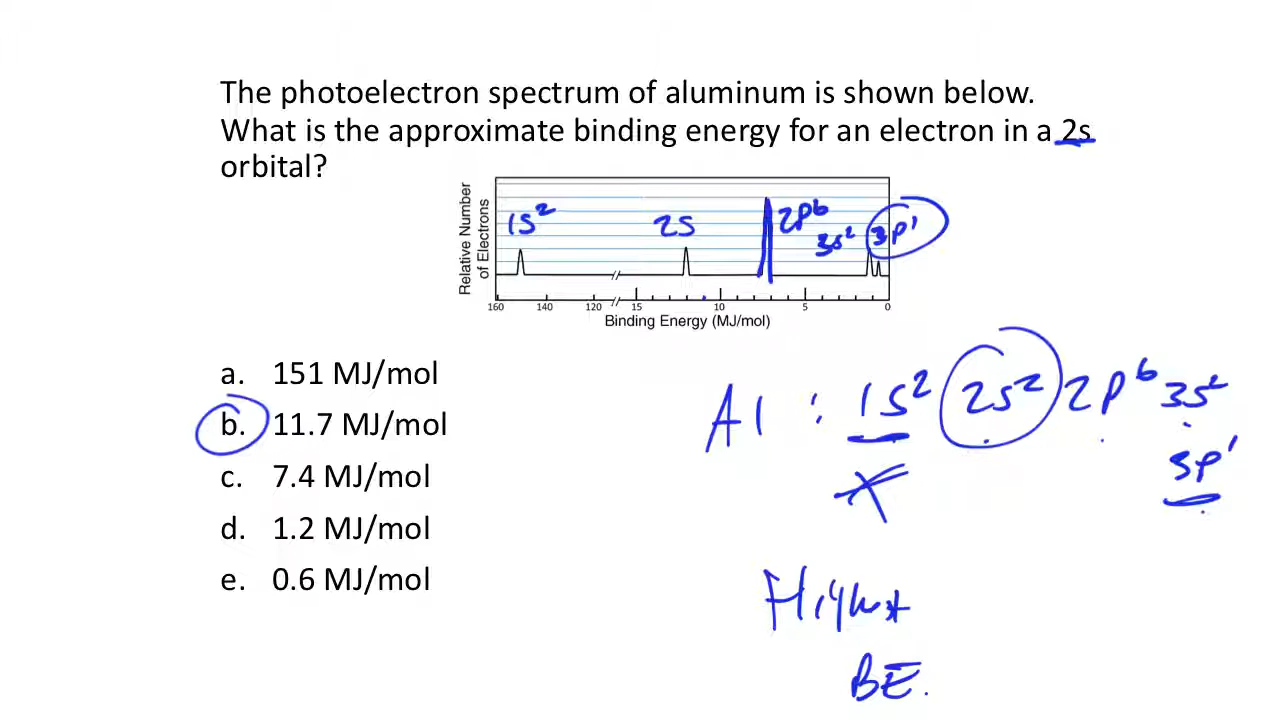 The photoelectron spectrum of aluminum is shown below.
What is the approximate binding energy for an electron in a 2s
orbital?
Relative Number
of Electrons
1s²
2s
2p⁶
3s²
3p¹
160 140 120 15 10 5 0
Binding Energy (MJ/mol)
a. 151 MJ/mol
b. 11.7 MJ/mol
c. 7.4 MJ/mol
d. 1.2 MJ/mol
e. 0.6 MJ/mol
Al : 1s² 2s² 2p⁶ 3s²
3p¹
Highest
BE.